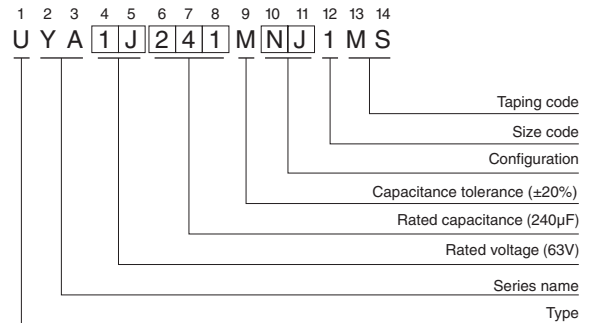 1 2 3 4 5 6 7 8 9 10 11 12 13 14
U Y A 1 J 2 4 1 M N J 1 M S
Taping code
Size code
Configuration
Capacitance tolerance (±20%)
Rated capacitance (240µF)
Rated voltage (63V)
Series name
Type